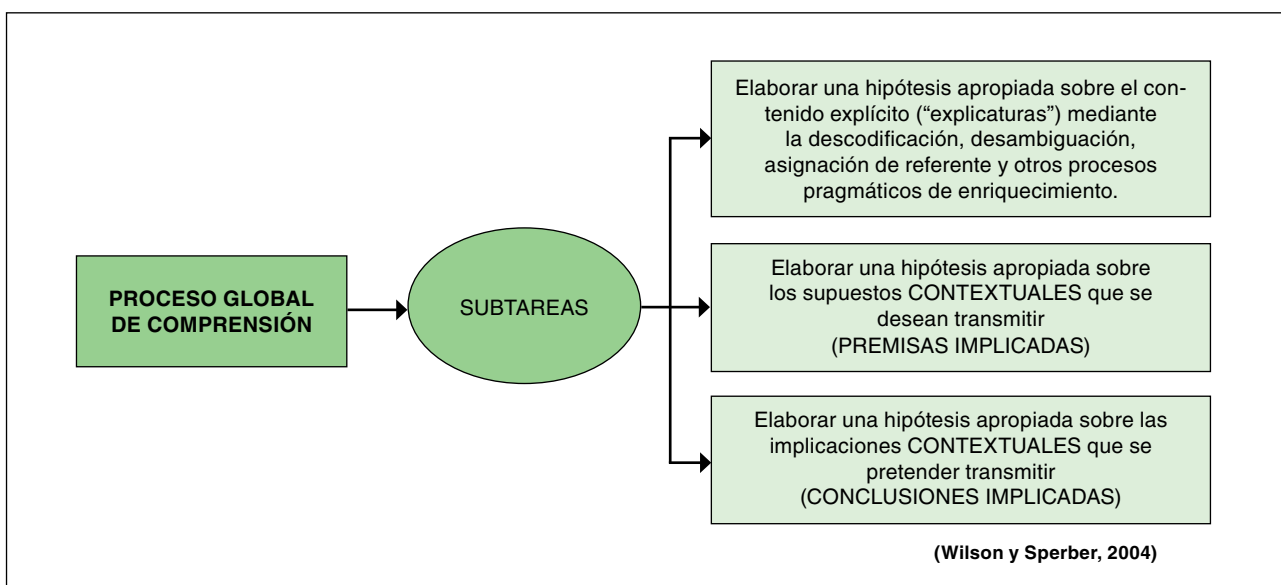 PROCESO GLOBAL
DE COMPRENSIÓN
SUBTAREAS
Elaborar una hipótesis apropiada sobre el con-
tenido explícito (“explicaturas”) mediante
la descodificación, desambiguación,
asignación de referente y otros procesos
pragmáticos de enriquecimiento.
Elaborar una hipótesis apropiada sobre
los supuestos CONTEXTUALES que se
desean transmitir
(PREMISAS IMPLICADAS)
Elaborar una hipótesis apropiada sobre las
implicaciones CONTEXTUALES que se
pretender transmitir
(CONCLUSIONES IMPLICADAS)
(Wilson y Sperber, 2004)